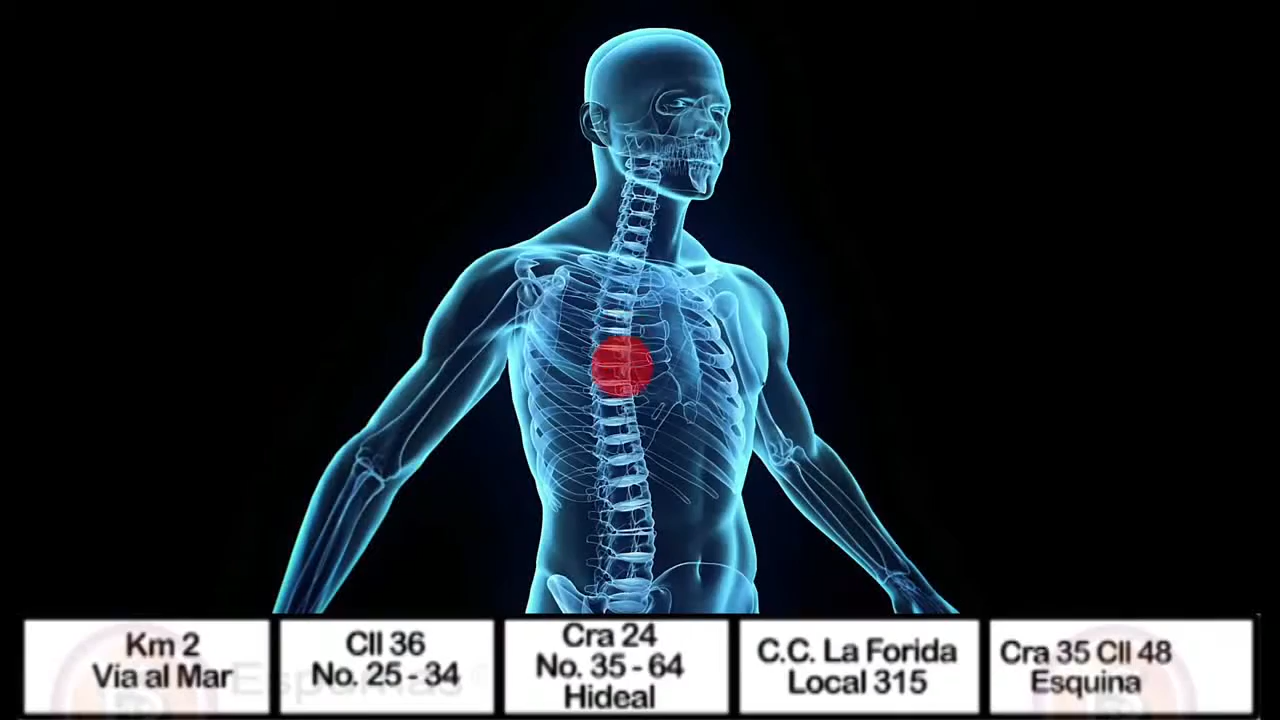 Km 2
Via al Mar
Cll 36
No. 25 - 34
Cra 24
No. 35 - 64
Hideal
C.C. La Forida
Local 315
Cra 35 Cll 48
Esquina
Espumas